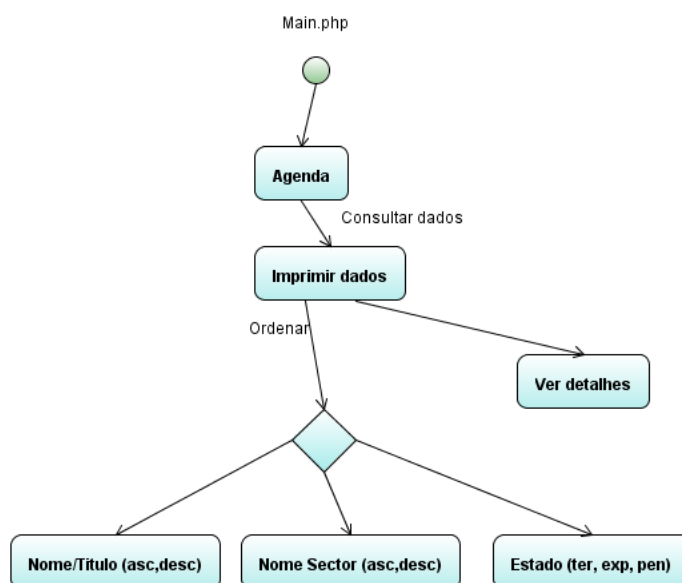 Main.php
Agenda
Consultar dados
Imprimir dados
Ordenar
Ver detalhes
Nome/Titulo (asc,desc)
Nome Sector (asc,desc)
Estado (ter, exp, pen)